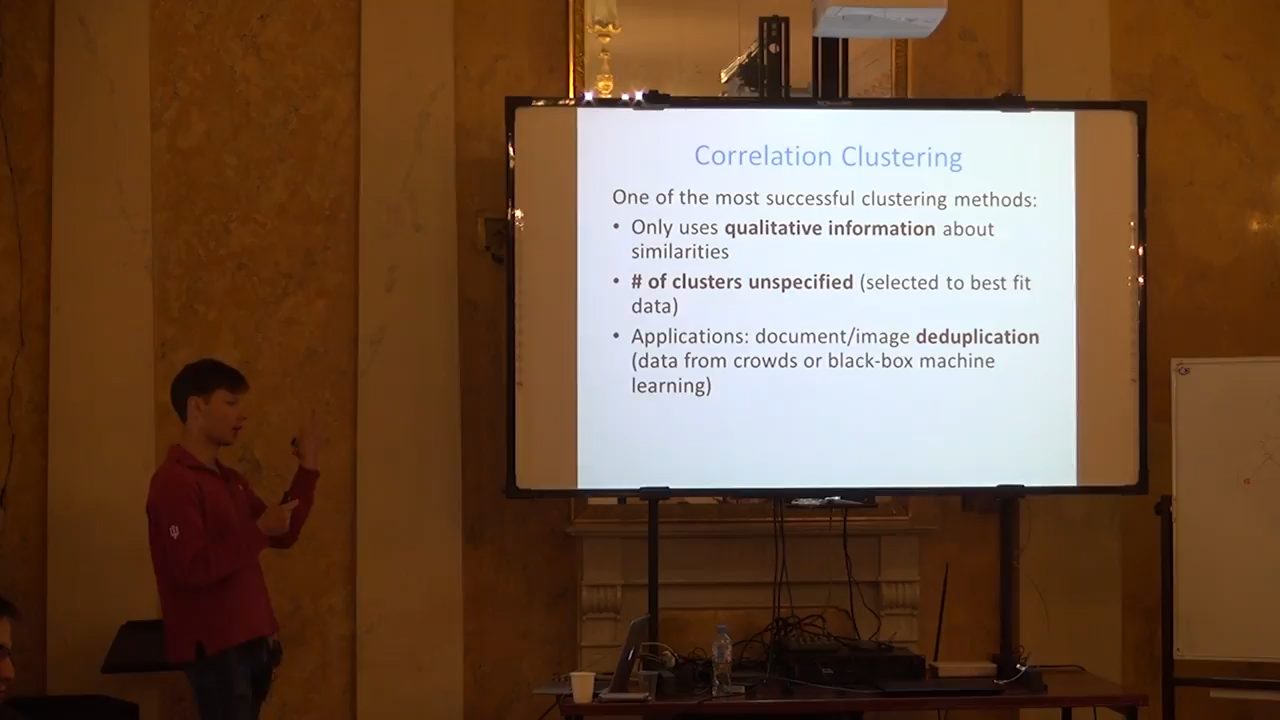 Correlation Clustering
One of the most successful clustering methods:
• Only uses qualitative information about
similarities
• # of clusters unspecified (selected to best fit
data)
• Applications: document/image deduplication
(data from crowds or black-box machine
learning)